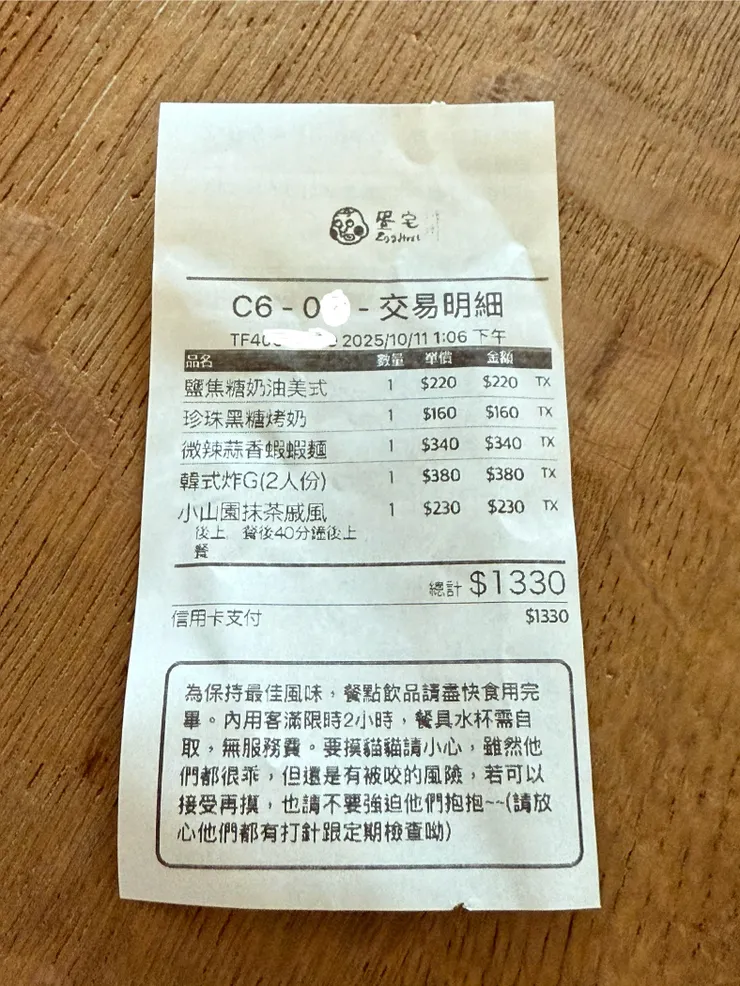 蛋宅
C6 - 0 - 交易明細
TF40 2025/10/11 1:06 下午
品名 數量 單價 金額
鹽焦糖奶油美式 1 $220 $220 TX
珍珠黑糖烤奶 1 $160 $160 TX
微辣蒜香蝦蝦麵 1 $340 $340 TX
韓式炸G(2人份) 1 $380 $380 TX
小山園抹茶戚風 1 $230 $230 TX
後上, 餐後40分鐘後上
餐
總計 $1330
信用卡支付 $1330
為保持最佳風味，餐點飲品請盡快食用完
畢。內用客滿限時2小時，餐具水杯需自
取，無服務費。要摸貓貓請小心，雖然他
們都很乖，但還是有被咬的風險，若可以
接受再摸，也請不要強迫他們抱抱~~(請放
心他們都有打針跟定期檢查呦)